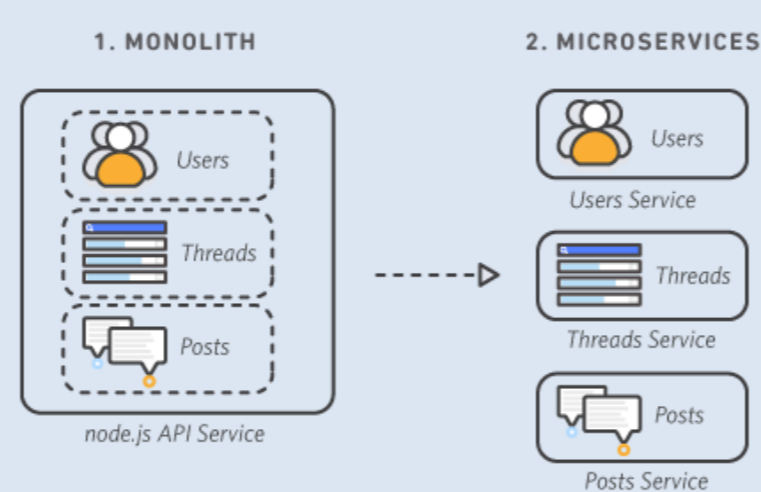 1. MONOLITH
Users
Threads
Posts
node.js API Service
2. MICROSERVICES
Users
Users Service
Threads
Threads Service
Posts
Posts Service